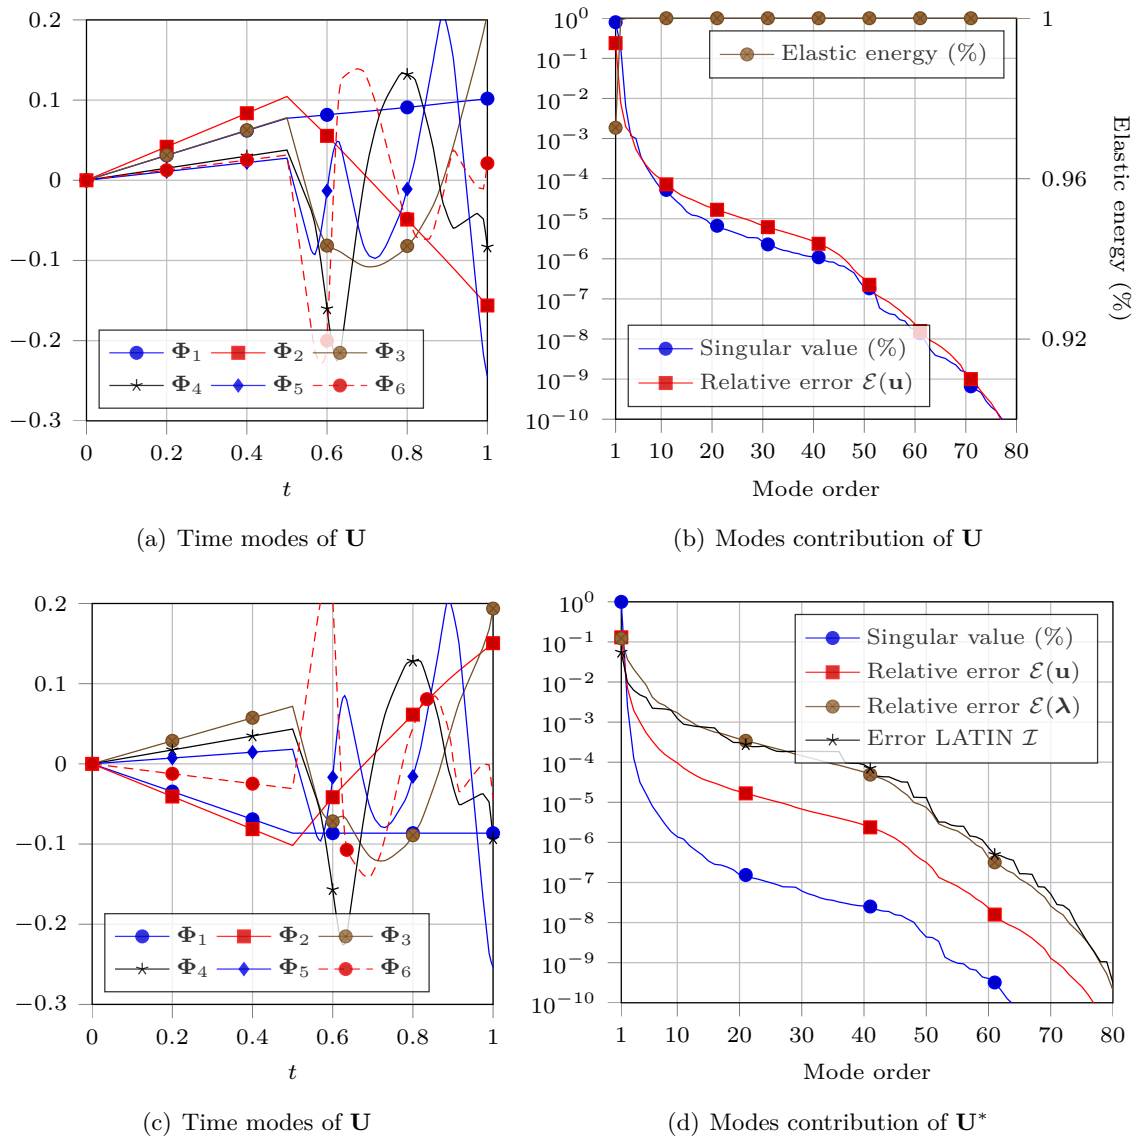 0.2
0.1
0
−0.1
−0.2
−0.3
0 0.2 0.4 0.6 0.8 1
t
Φ1 Φ2 Φ3
Φ4 Φ5 Φ6
(a) Time modes of U
10^0
10^−1
10^−2
10^−3
10^−4
10^−5
10^−6
10^−7
10^−8
10^−9
10^−10
1 10 20 30 40 50 60 70 80
Mode order
1
0.96
0.92
Elastic energy (%)
Elastic energy (%)
Singular value (%)
Relative error ℰ(u)
(b) Modes contribution of U
0.2
0.1
0
−0.1
−0.2
−0.3
0 0.2 0.4 0.6 0.8 1
t
Φ1 Φ2 Φ3
Φ4 Φ5 Φ6
(c) Time modes of U
10^0
10^−1
10^−2
10^−3
10^−4
10^−5
10^−6
10^−7
10^−8
10^−9
10^−10
1 10 20 30 40 50 60 70 80
Mode order
Singular value (%)
Relative error ℰ(u)
Relative error ℰ(λ)
Error LATIN ℐ
(d) Modes contribution of U*